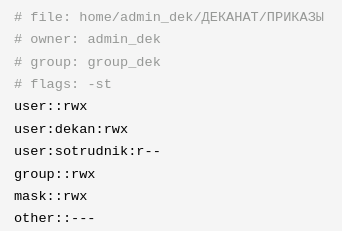 # file: home/admin_dek/ДЕКАНАТ/ПРИКАЗЫ
# owner: admin_dek
# group: group_dek
# flags: -st
user::rwx
user:dekan:rwx
user:sotrudnik:r--
group::rwx
mask::rwx
other::---